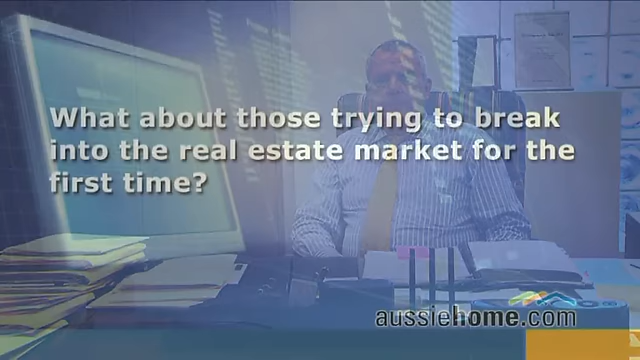 What about those trying to break
into the real estate market for the
first time?
aussiehome.com